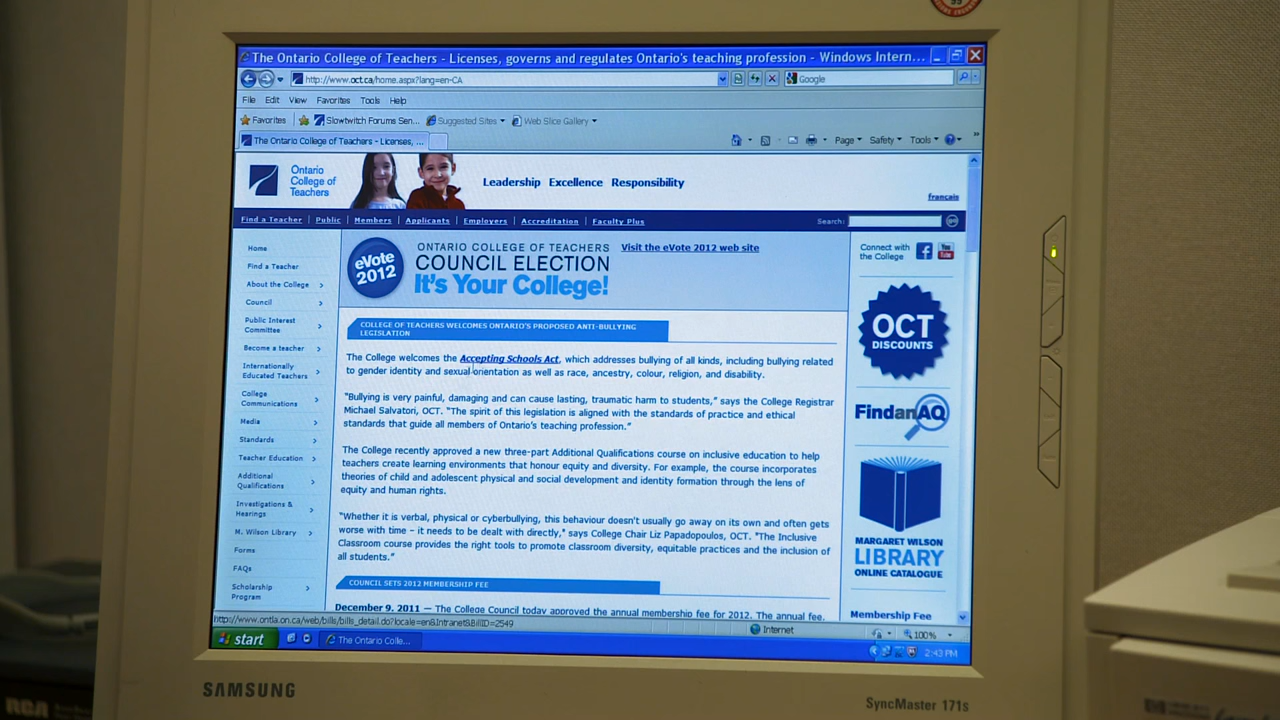 99
The Ontario College of Teachers - Licenses, governs and regulates Ontario's teaching profession - Windows Intern...
http://www.oct.ca/home.aspx?lang=en-CA
Google
File Edit View Favorites Tools Help
Favorites Slowtwitch Forums Sen... Suggested Sites Web Slice Gallery
The Ontario College of Teachers - Licenses, ...
Page Safety Tools
Ontario
College of
Teachers
Leadership Excellence Responsibility
français
Find a Teacher | Public | Members | Applicants | Employers | Accreditation | Faculty Plus
Search:
Home
Find a Teacher
About the College
Council
Public Interest
Committee
Become a teacher
Internationally
Educated Teachers
College
Communications
Media
Standards
Teacher Education
Additional
Qualifications
Investigations &
Hearings
M. Wilson Library
Forms
FAQs
Scholarship
Program
eVote
2012
ONTARIO COLLEGE OF TEACHERS
COUNCIL ELECTION
It's Your College!
Visit the eVote 2012 web site
COLLEGE OF TEACHERS WELCOMES ONTARIO'S PROPOSED ANTI-BULLYING
LEGISLATION
The College welcomes the Accepting Schools Act, which addresses bullying of all kinds, including bullying related
to gender identity and sexual orientation as well as race, ancestry, colour, religion, and disability.
"Bullying is very painful, damaging and can cause lasting, traumatic harm to students," says the College Registrar
Michael Salvatori, OCT. "The spirit of this legislation is aligned with the standards of practice and ethical
standards that guide all members of Ontario's teaching profession."
The College recently approved a new three-part Additional Qualifications course on inclusive education to help
teachers create learning environments that honour equity and diversity. For example, the course incorporates
theories of child and adolescent physical and social development and identity formation through the lens of
equity and human rights.
"Whether it is verbal, physical or cyberbullying, this behaviour doesn't usually go away on its own and often gets
worse with time – it needs to be dealt with directly," says College Chair Liz Papadopoulos, OCT. "The Inclusive
Classroom course provides the right tools to promote classroom diversity, equitable practices and the inclusion of
all students."
COUNCIL SETS 2012 MEMBERSHIP FEE
December 9, 2011 — The College Council today approved the annual membership fee for 2012. The annual fee,
Connect with
the College
You
Tube
OCT
DISCOUNTS
FindanAQ
MARGARET WILSON
LIBRARY
ONLINE CATALOGUE
Membership Fee
http://www.ontla.on.ca/web/bills/bills_detail.do?locale=en&Intranet&BillID=2549
Internet
100%
start
The Ontario Colle...
2:43 PM
SAMSUNG
SyncMaster 171s
RCA